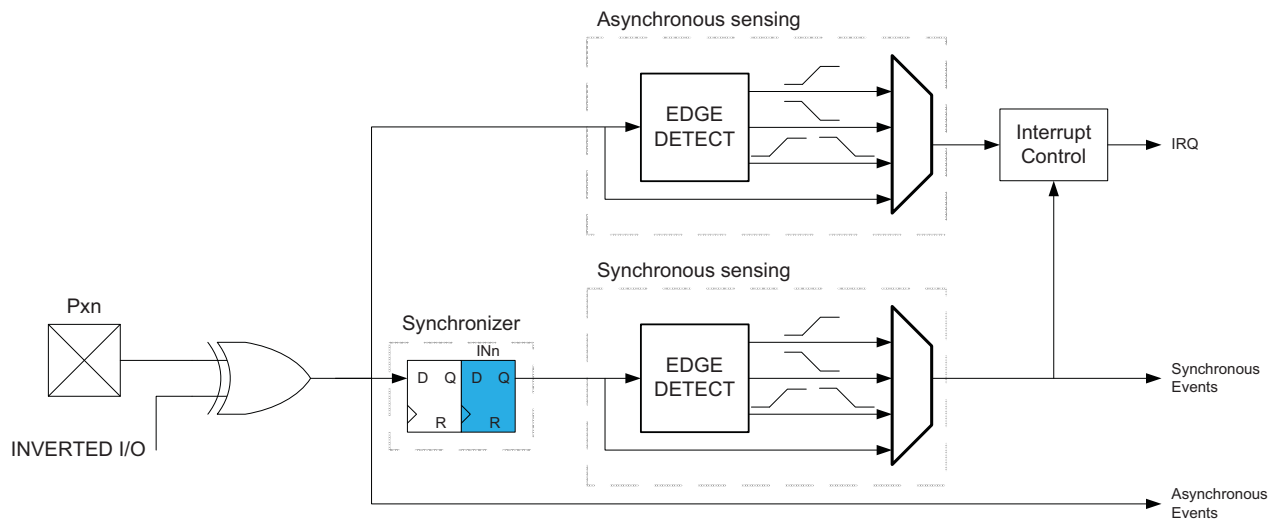 Asynchronous sensing
EDGE
DETECT
Interrupt
Control
IRQ
Synchronous sensing
Pxn
Synchronizer
INn
D Q D Q
R R
EDGE
DETECT
Synchronous
Events
INVERTED I/O
Asynchronous
Events